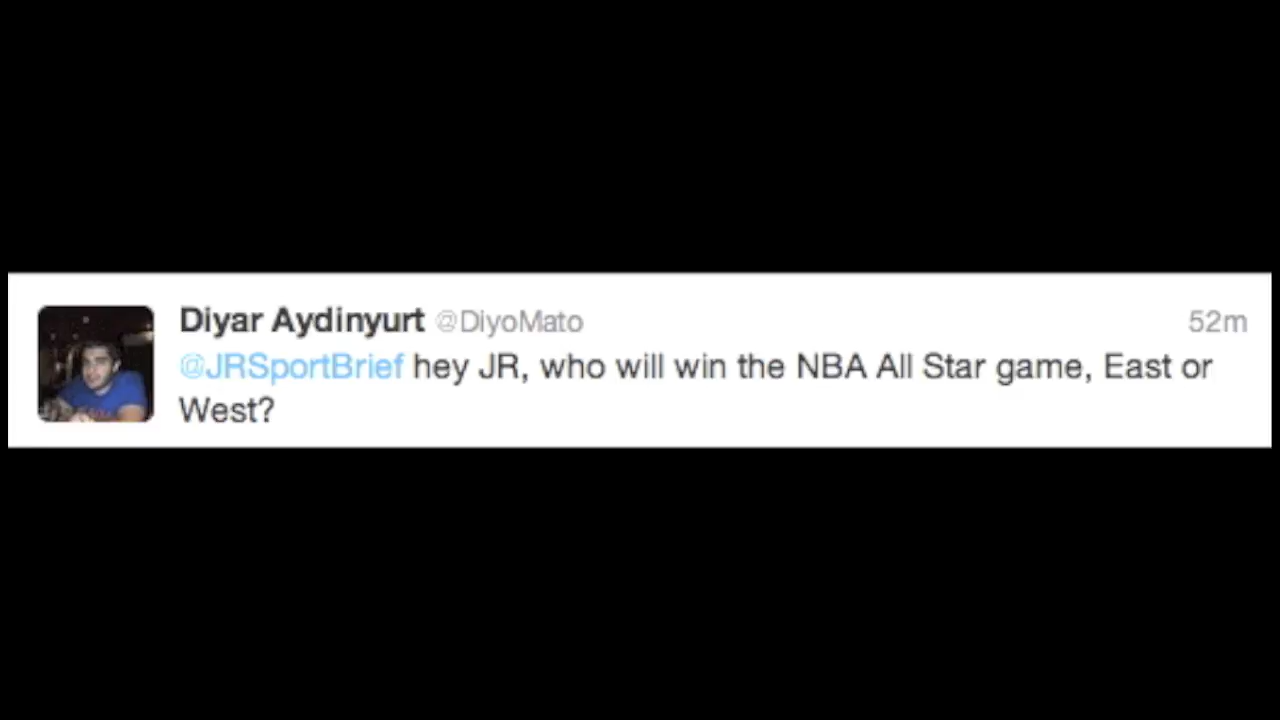 Diyar Aydinyurt @DiyoMato 52m
@JRSportBrief hey JR, who will win the NBA All Star game, East or
West?